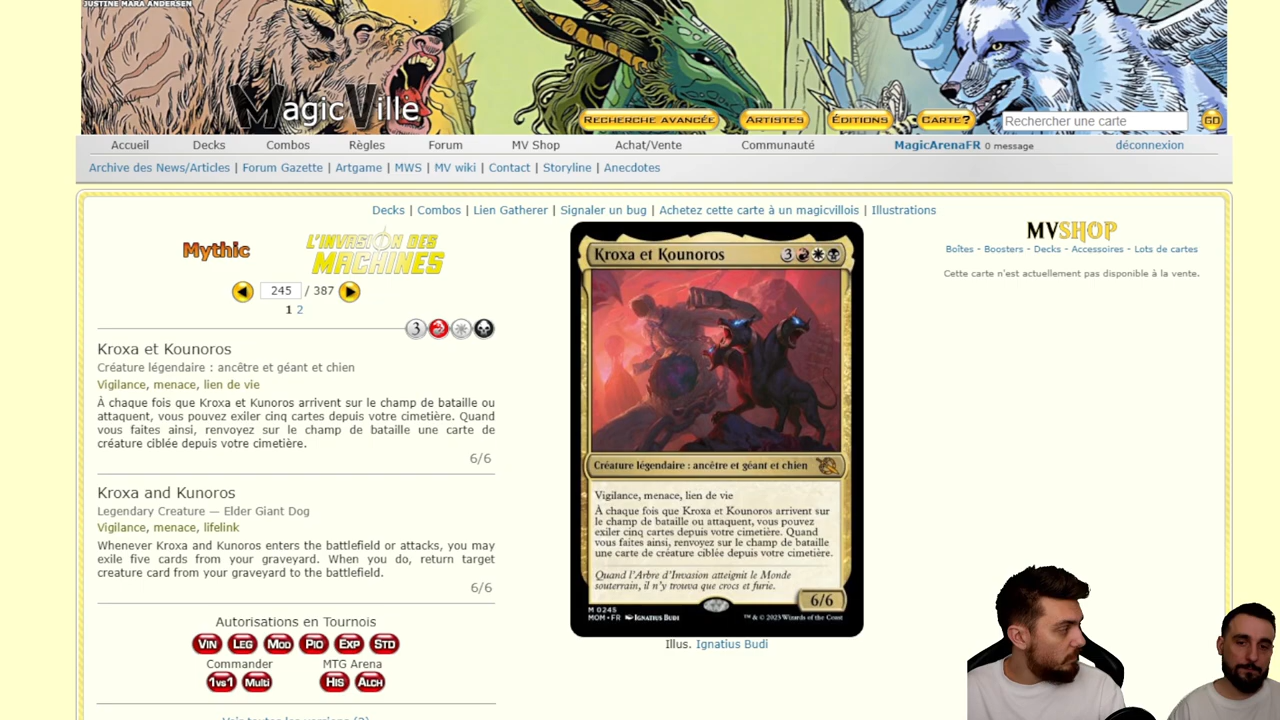 JUSTINE MARA ANDERSEN
MagicVille
RECHERCHE AVANCÉE
ARTISTES
ÉDITIONS
CARTE?
Rechercher une carte
GO
Accueil Decks Combos Règles Forum MV Shop Achat/Vente Communauté MagicArenaFR 0 message déconnexion
Archive des News/Articles | Forum Gazette | Artgame | MWS | MV wiki | Contact | Storyline | Anecdotes
Decks | Combos | Lien Gatherer | Signaler un bug | Achetez cette carte à un magicvillois | Illustrations
Mythic
L'INVASION DES
MACHINES
245 / 387
1 2
3
Kroxa et Kounoros
Créature légendaire : ancêtre et géant et chien
Vigilance, menace, lien de vie
À chaque fois que Kroxa et Kunoros arrivent sur le champ de bataille ou
attaquent, vous pouvez exiler cinq cartes depuis votre cimetière. Quand
vous faites ainsi, renvoyez sur le champ de bataille une carte de
créature ciblée depuis votre cimetière.
6/6
Kroxa and Kunoros
Legendary Creature — Elder Giant Dog
Vigilance, menace, lifelink
Whenever Kroxa and Kunoros enters the battlefield or attacks, you may
exile five cards from your graveyard. When you do, return target
creature card from your graveyard to the battlefield.
6/6
Autorisations en Tournois
VIN LEG MOD PIO EXP STD
Commander MTG Arena
1vs1 Multi HIS ALCH
Voir toutes les versions (2)
Kroxa et Kounoros 3
Créature légendaire : ancêtre et géant et chien
Vigilance, menace, lien de vie
À chaque fois que Kroxa et Kounoros arrivent sur
le champ de bataille ou attaquent, vous pouvez
exiler cinq cartes depuis votre cimetière. Quand
vous faites ainsi, renvoyez sur le champ de bataille
une carte de créature ciblée depuis votre cimetière.
Quand l'Arbre d'Invasion atteignit le Monde
souterrain, il n'y trouva que crocs et furie.
6/6
M 0245
MOM • FR IGNATIUS BUDI ™ & © 2023 Wizards of the Coast
Illus. Ignatius Budi
MVSHOP
Boîtes - Boosters - Decks - Accessoires - Lots de cartes
Cette carte n'est actuellement pas disponible à la vente.